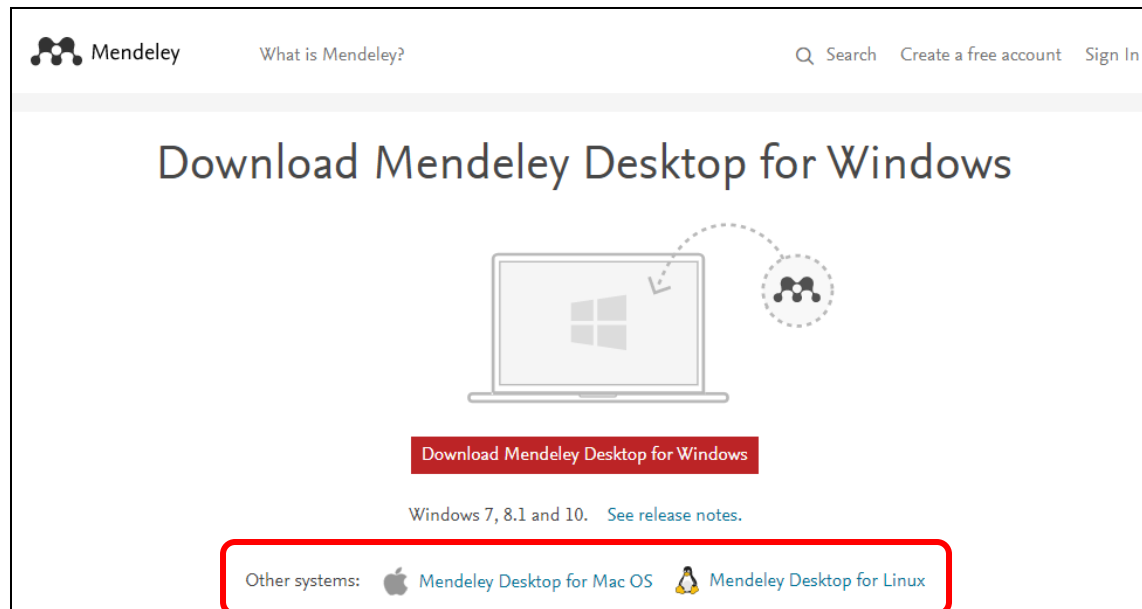 Mendeley What is Mendeley? Search Create a free account Sign In
Download Mendeley Desktop for Windows
Download Mendeley Desktop for Windows
Windows 7, 8.1 and 10. See release notes.
Other systems: Mendeley Desktop for Mac OS Mendeley Desktop for Linux